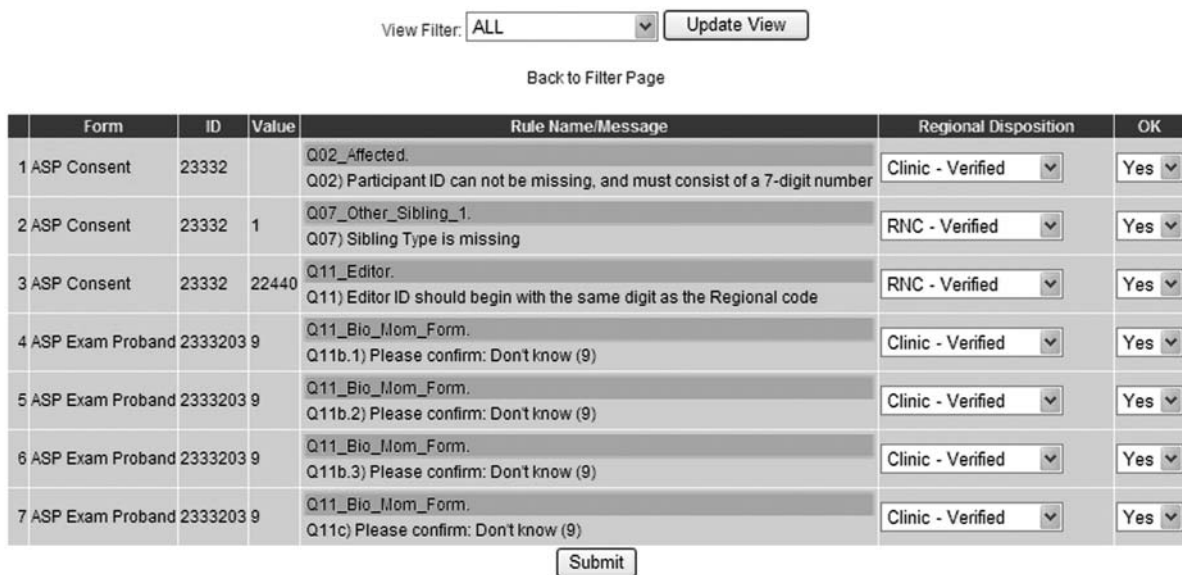 View Filter: ALL Update View
Back to Filter Page
Form ID Value Rule Name/Message Regional Disposition OK
1 ASP Consent 23332 Q02_Affected. Clinic - Verified Yes
Q02) Participant ID can not be missing, and must consist of a 7-digit number
2 ASP Consent 23332 1 Q07_Other_Sibling_1. RNC - Verified Yes
Q07) Sibling Type is missing
3 ASP Consent 23332 22440 Q11_Editor. RNC - Verified Yes
Q11) Editor ID should begin with the same digit as the Regional code
4 ASP Exam Proband 2333203 9 Q11_Bio_Mom_Form. Clinic - Verified Yes
Q11b.1) Please confirm: Don't know (9)
5 ASP Exam Proband 2333203 9 Q11_Bio_Mom_Form. Clinic - Verified Yes
Q11b.2) Please confirm: Don't know (9)
6 ASP Exam Proband 2333203 9 Q11_Bio_Mom_Form. Clinic - Verified Yes
Q11b.3) Please confirm: Don't know (9)
7 ASP Exam Proband 2333203 9 Q11_Bio_Mom_Form. Clinic - Verified Yes
Q11c) Please confirm: Don't know (9)
Submit